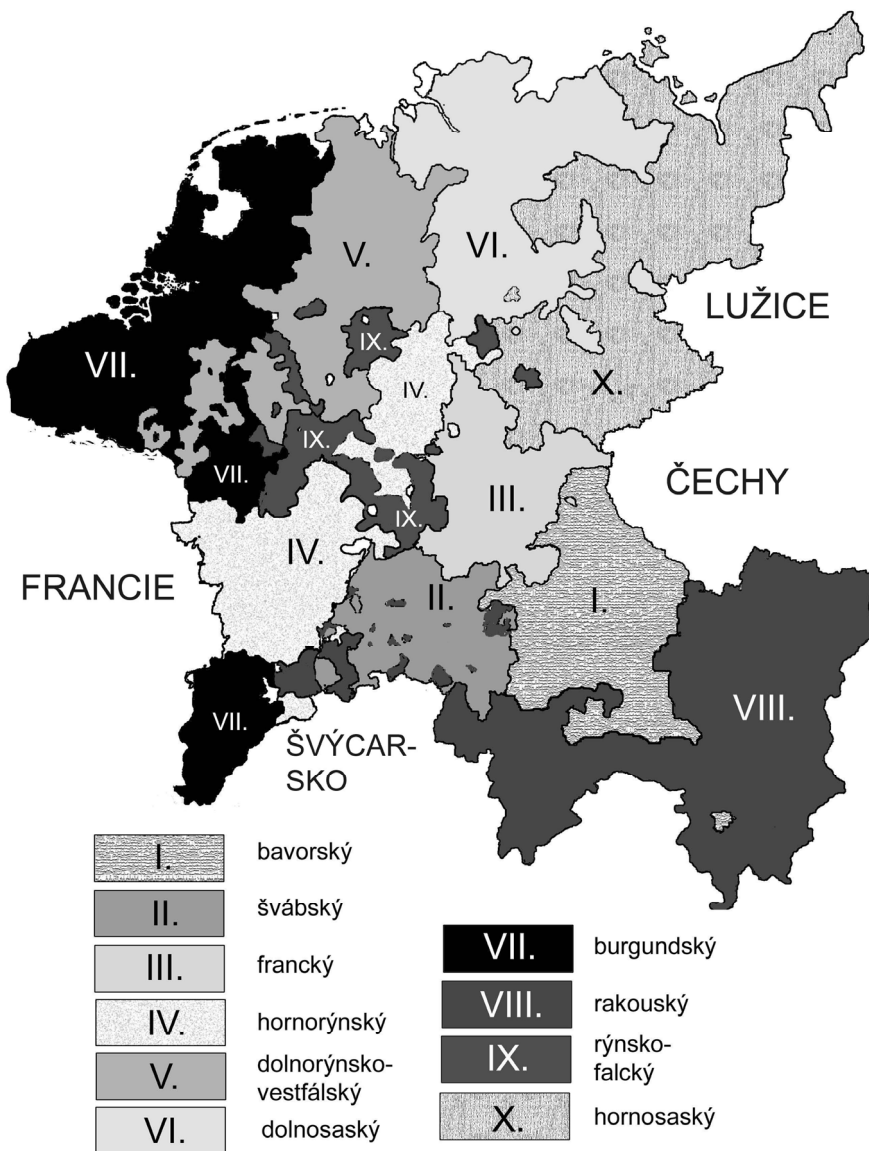 VI.
V.
LUŽICE
VII.
IX.
IV.
X.
IX.
VII.
ČECHY
III.
IX.
IV.
FRANCIE
II.
I.
VIII.
VII.
ŠVÝCAR-
SKO
I. bavorský
II. švábský
III. francký
IV. hornorýnský
V. dolnorýnsko-
vestfálský
VI. dolnosaský
VII. burgundský
VIII. rakouský
IX. rýnsko-
falcký
X. hornosaský